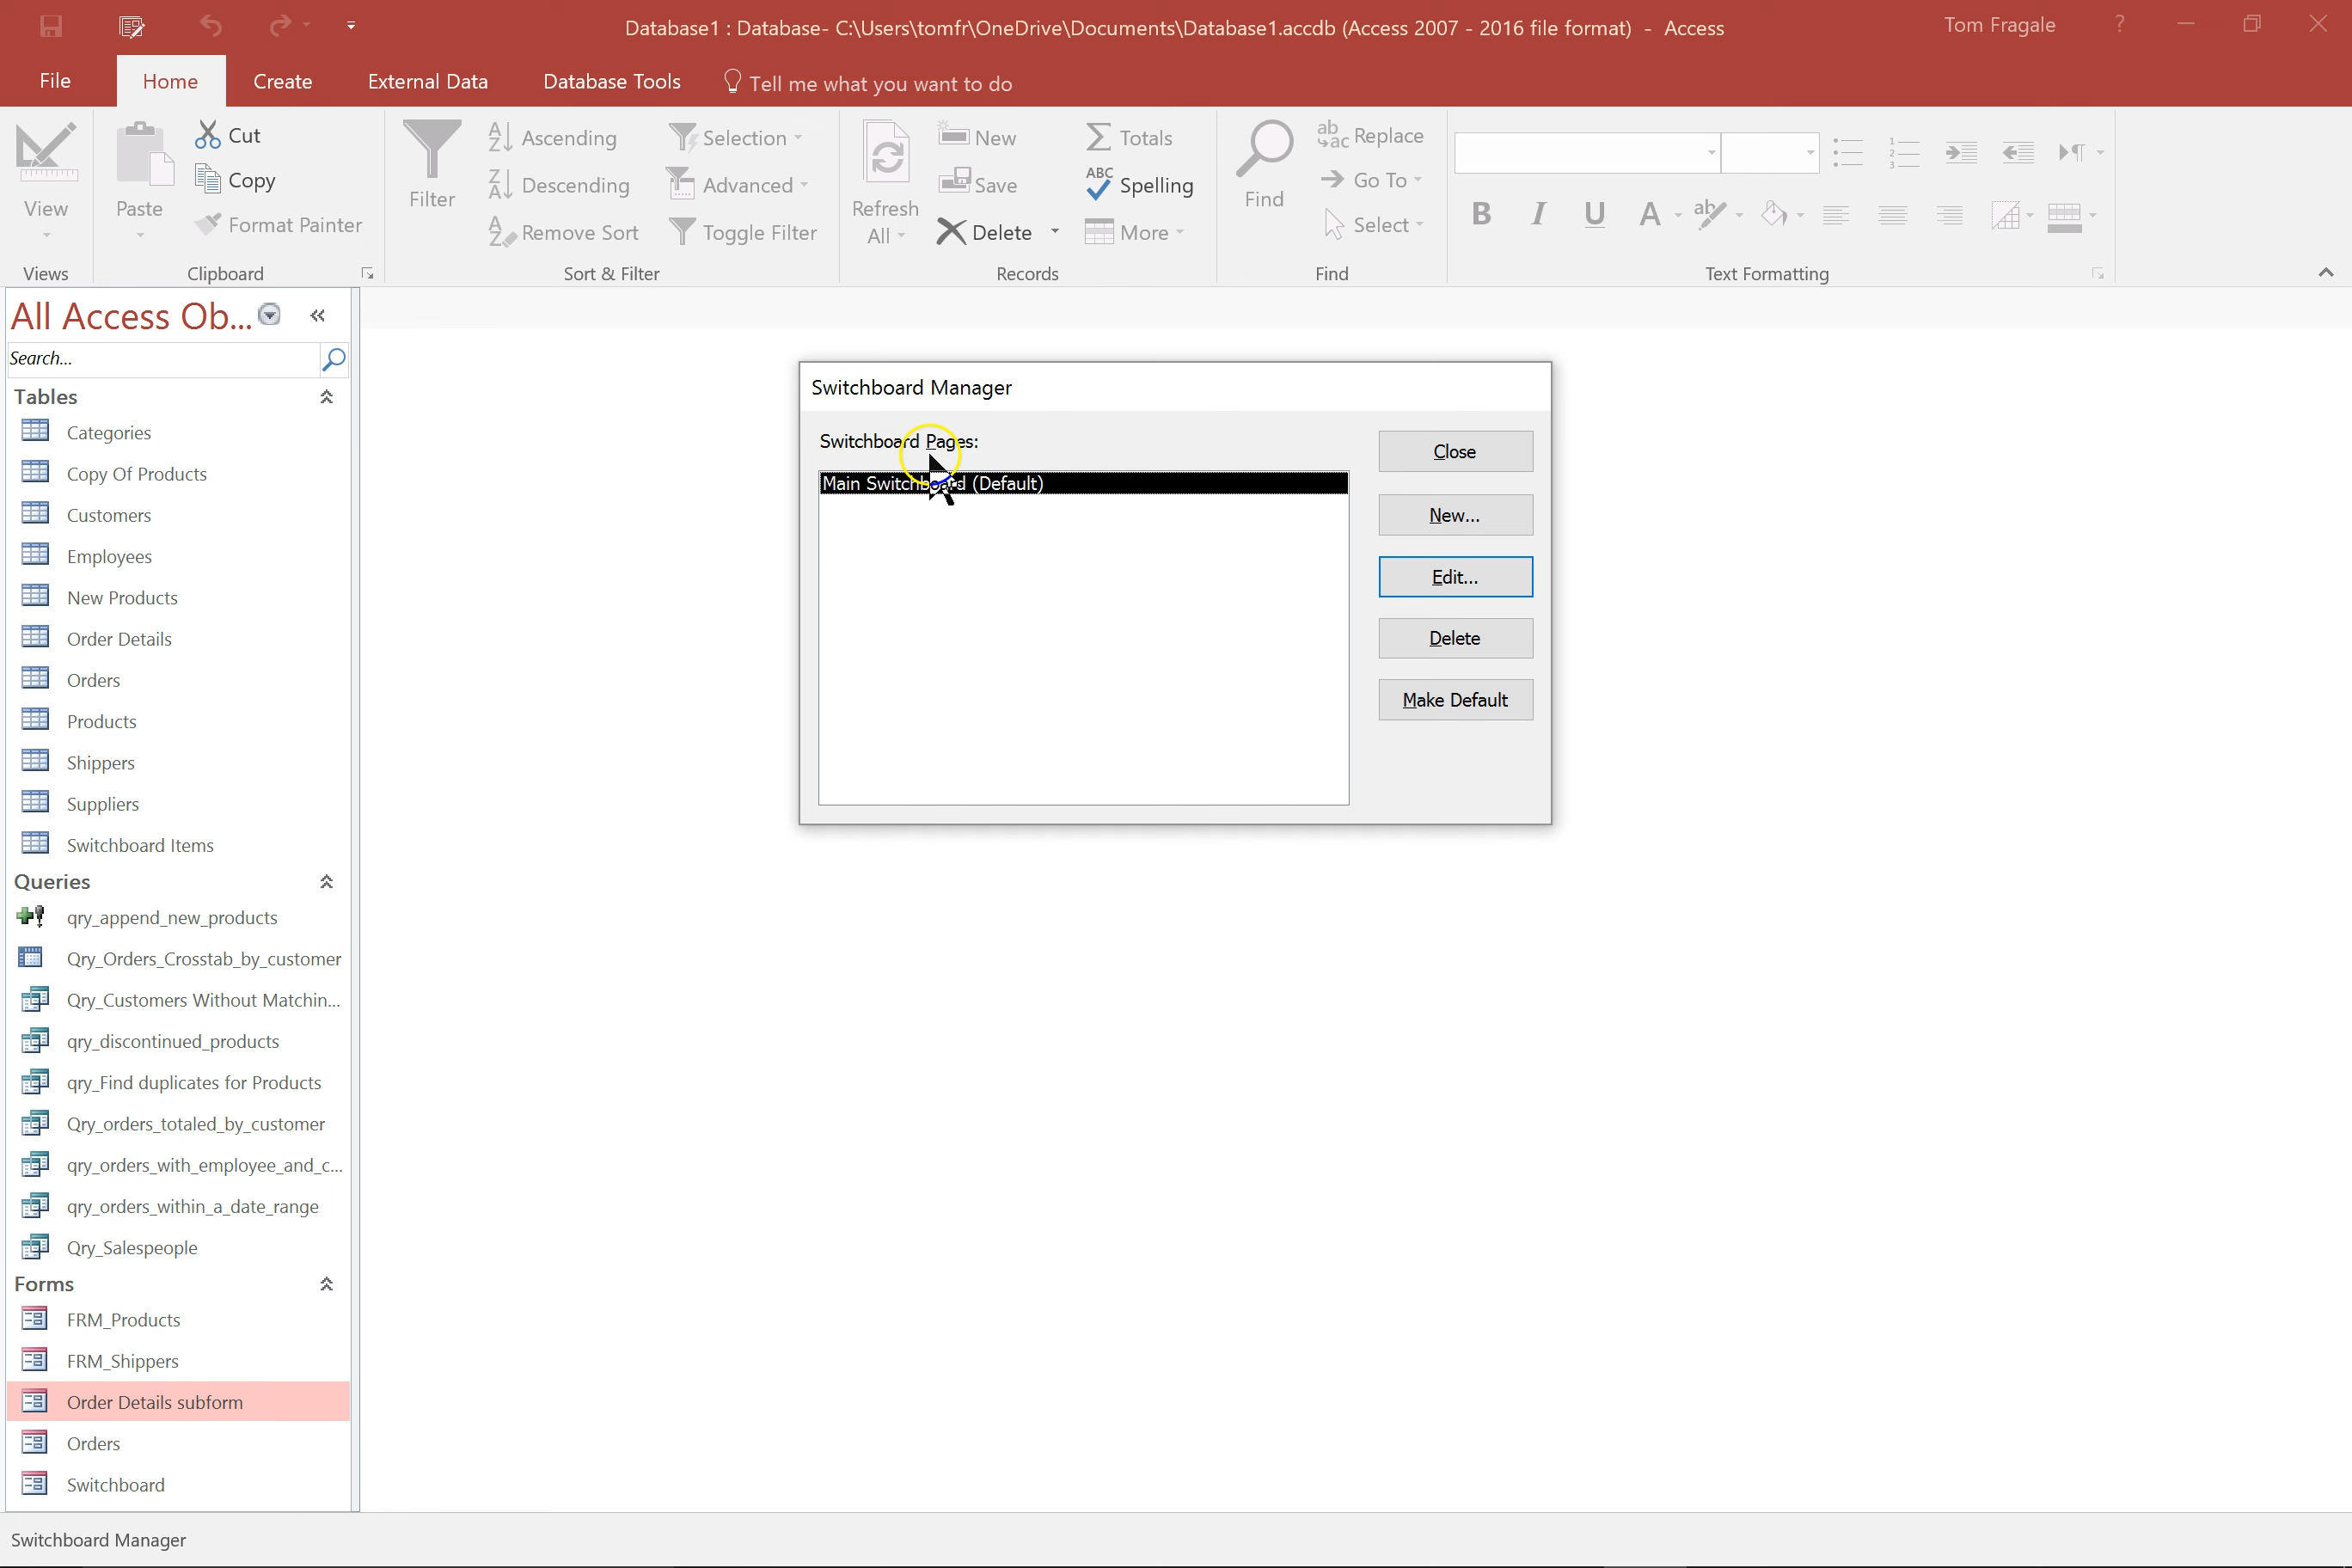 Database1 : Database- C:\Users\tomfr\OneDrive\Documents\Database1.accdb (Access 2007 - 2016 file format) - Access
Tom Fragale
?
File
Home
Create
External Data
Database Tools
Tell me what you want to do
View
Views
Paste
Cut
Copy
Format Painter
Clipboard
Filter
Ascending
Descending
Remove Sort
Selection
Advanced
Toggle Filter
Sort & Filter
Refresh
All
New
Save
Delete
Totals
Spelling
More
Records
Find
Replace
Go To
Select
Find
B I U A
Text Formatting
All Access Ob...
Search...
Tables
Categories
Copy Of Products
Customers
Employees
New Products
Order Details
Orders
Products
Shippers
Suppliers
Switchboard Items
Queries
qry_append_new_products
Qry_Orders_Crosstab_by_customer
Qry_Customers Without Matchin...
qry_discontinued_products
qry_Find duplicates for Products
Qry_orders_totaled_by_customer
qry_orders_with_employee_and_c...
qry_orders_within_a_date_range
Qry_Salespeople
Forms
FRM_Products
FRM_Shippers
Order Details subform
Orders
Switchboard
Switchboard Manager
Switchboard Pages:
Main Switchboard (Default)
Close
New...
Edit...
Delete
Make Default
Switchboard Manager